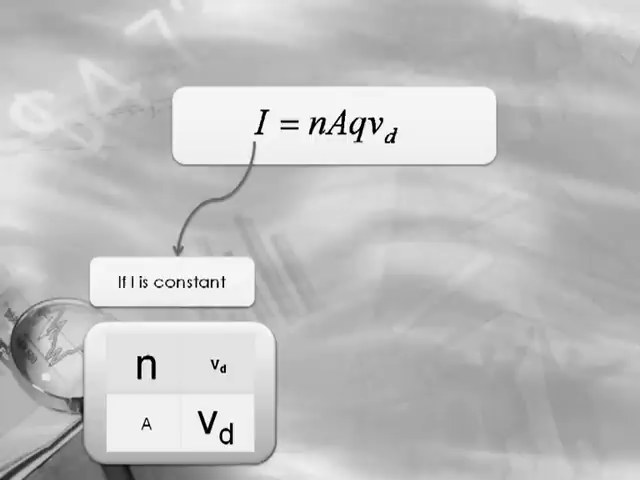 I = nAqv_d
If I is constant
n v_d
A v_d